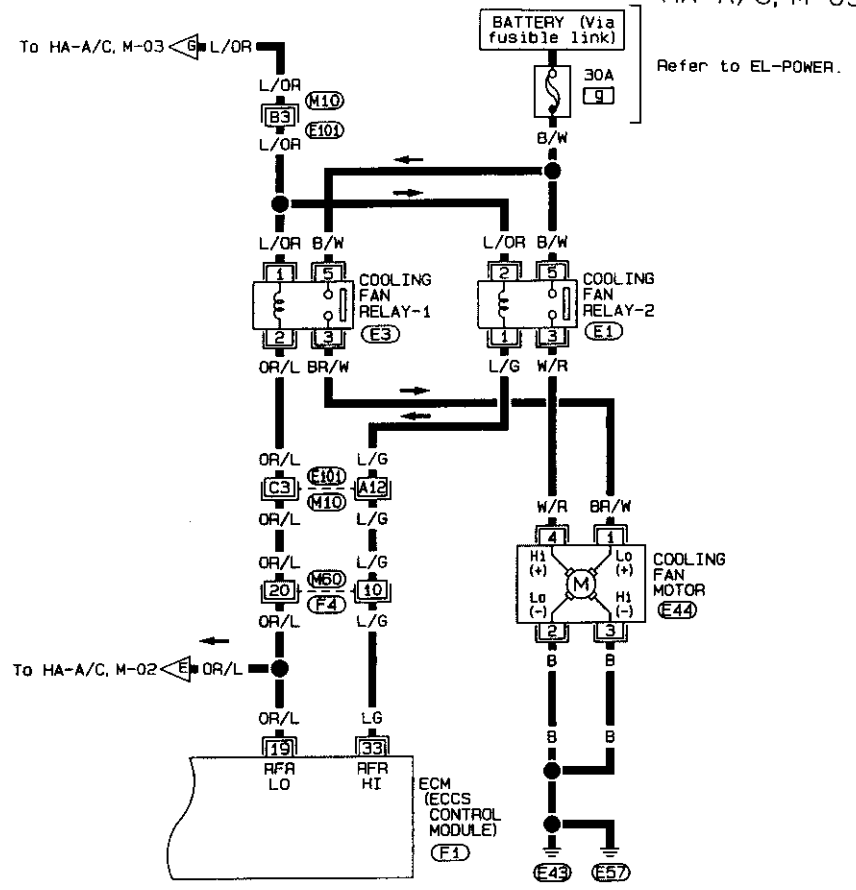 HA-A/C, M-03
BATTERY (Via
fusible link)
To HA-A/C, M-03 G L/OR
Refer to EL-POWER.
30A
g
L/OR
B3 M10
E101
L/OR
B/W
L/OR B/W L/OR B/W
1 5 2 5
COOLING
FAN
RELAY-1
E3
COOLING
FAN
RELAY-2
E1
2 3 1 3
OR/L BR/W L/G W/R
OR/L L/G
C3 E101 A12
M10
OR/L L/G
W/R BR/W
4 1
OR/L L/G
20 M60 10
F4
OR/L L/G
Hi
(+)
Lo
(+)
M
Lo
(-)
Hi
(-)
COOLING
FAN
MOTOR
E44
2 3
B B
To HA-A/C, M-02 E OR/L
OR/L LG
B B
19 33
RFR
LO
RFR
HI
ECM
(ECCS
CONTROL
MODULE)
F1
E43 E57